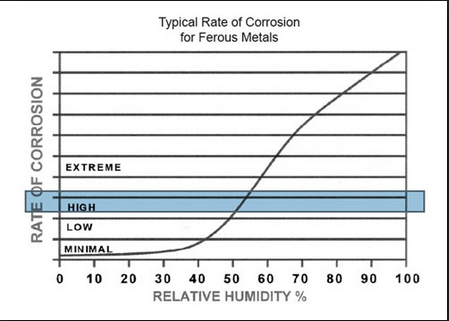 Typical Rate of Corrosion
for Ferous Metals
RATE OF CORROSION
EXTREME
HIGH
LOW
MINIMAL
0 10 20 30 40 50 60 70 80 90 100
RELATIVE HUMIDITY %